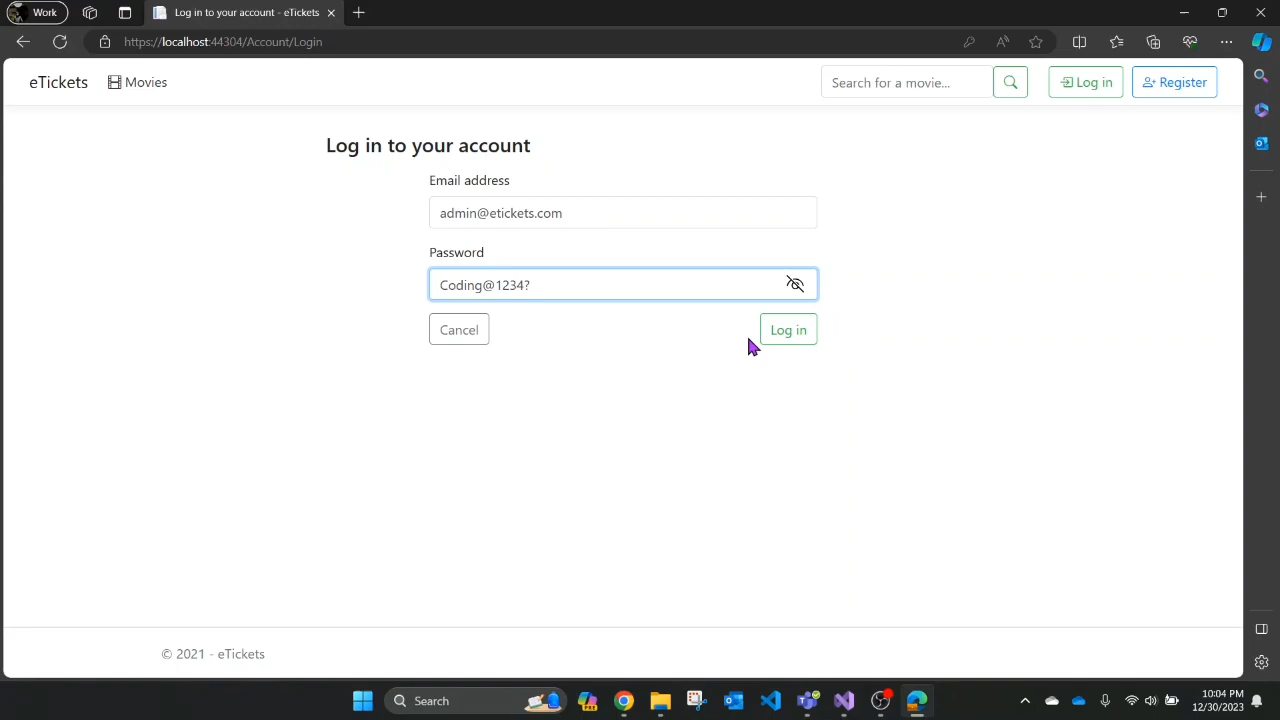 Work
Log in to your account - eTickets
https://localhost:44304/Account/Login
eTickets
Movies
Search for a movie...
Log in
Register
Log in to your account
Email address
admin@etickets.com
Password
Coding@1234?
Cancel
Log in
© 2021 - eTickets
Search
10:04 PM
12/30/2023